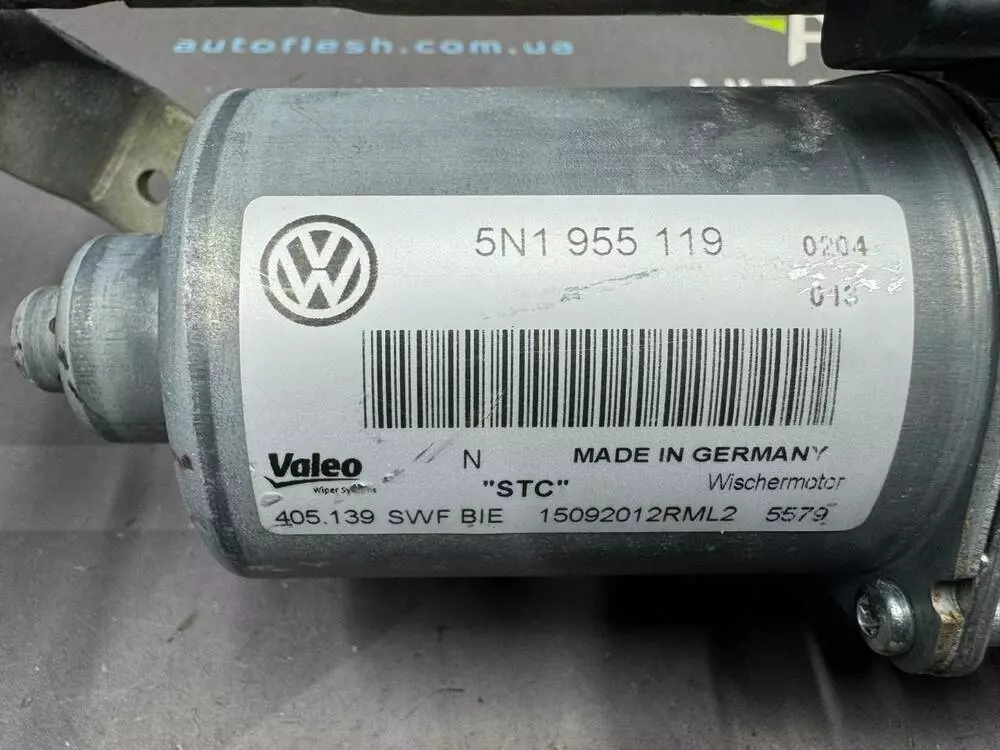 autoflesh.com.ua
5N1 955 119
0204
013
Valeo
Wiper Systems
N
"STC"
MADE IN GERMANY
Wischermotor
405.139 SWF BIE 15092012RML2 5579